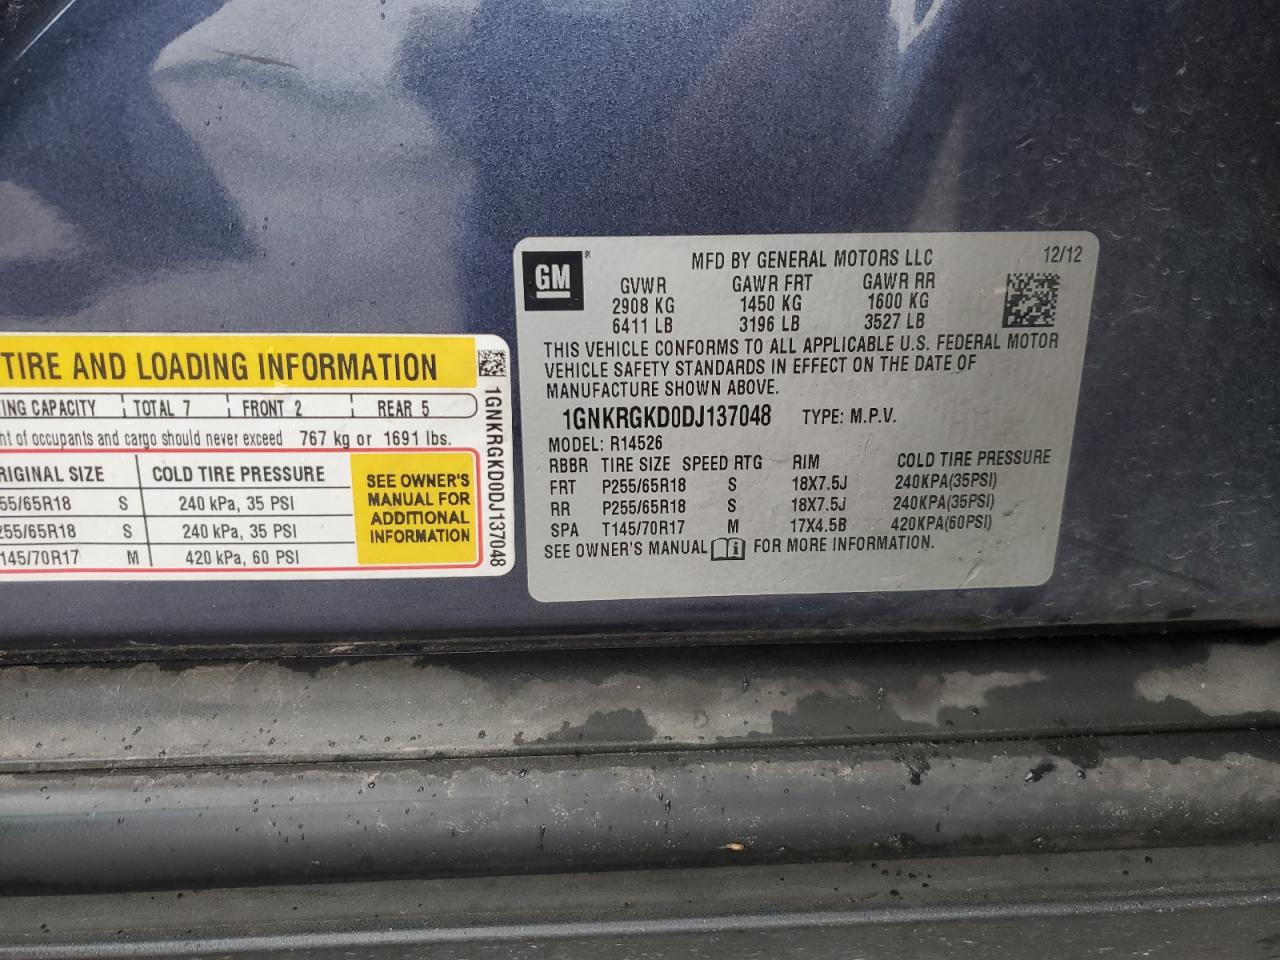 TIRE AND LOADING INFORMATION
ING CAPACITY TOTAL 7 FRONT 2 REAR 5
ht of occupants and cargo should never exceed 767 kg or 1691 lbs.
RIGINAL SIZE COLD TIRE PRESSURE
55/65R18 S 240 kPa, 35 PSI
255/65R18 S 240 kPa, 35 PSI
145/70R17 M 420 kPa, 60 PSI
SEE OWNER'S
MANUAL FOR
ADDITIONAL
INFORMATION
1GNKRGKD0DJ137048
GM
MFD BY GENERAL MOTORS LLC 12/12
GVWR GAWR FRT GAWR RR
2908 KG 1450 KG 1600 KG
6411 LB 3196 LB 3527 LB
THIS VEHICLE CONFORMS TO ALL APPLICABLE U.S. FEDERAL MOTOR
VEHICLE SAFETY STANDARDS IN EFFECT ON THE DATE OF
MANUFACTURE SHOWN ABOVE.
1GNKRGKD0DJ137048 TYPE: M.P.V.
MODEL: R14526
RBBR TIRE SIZE SPEED RTG RIM COLD TIRE PRESSURE
FRT P255/65R18 S 18X7.5J 240KPA(35PSI)
RR P255/65R18 S 18X7.5J 240KPA(35PSI)
SPA T145/70R17 M 17X4.5B 420KPA(60PSI)
SEE OWNER'S MANUAL FOR MORE INFORMATION.